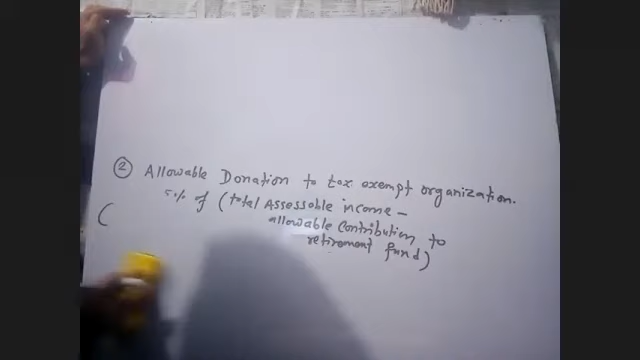 ② Allowable Donation to tax exempt organization.
5% of (total Assessable income -
allowable contribution to
retirement fund)
(